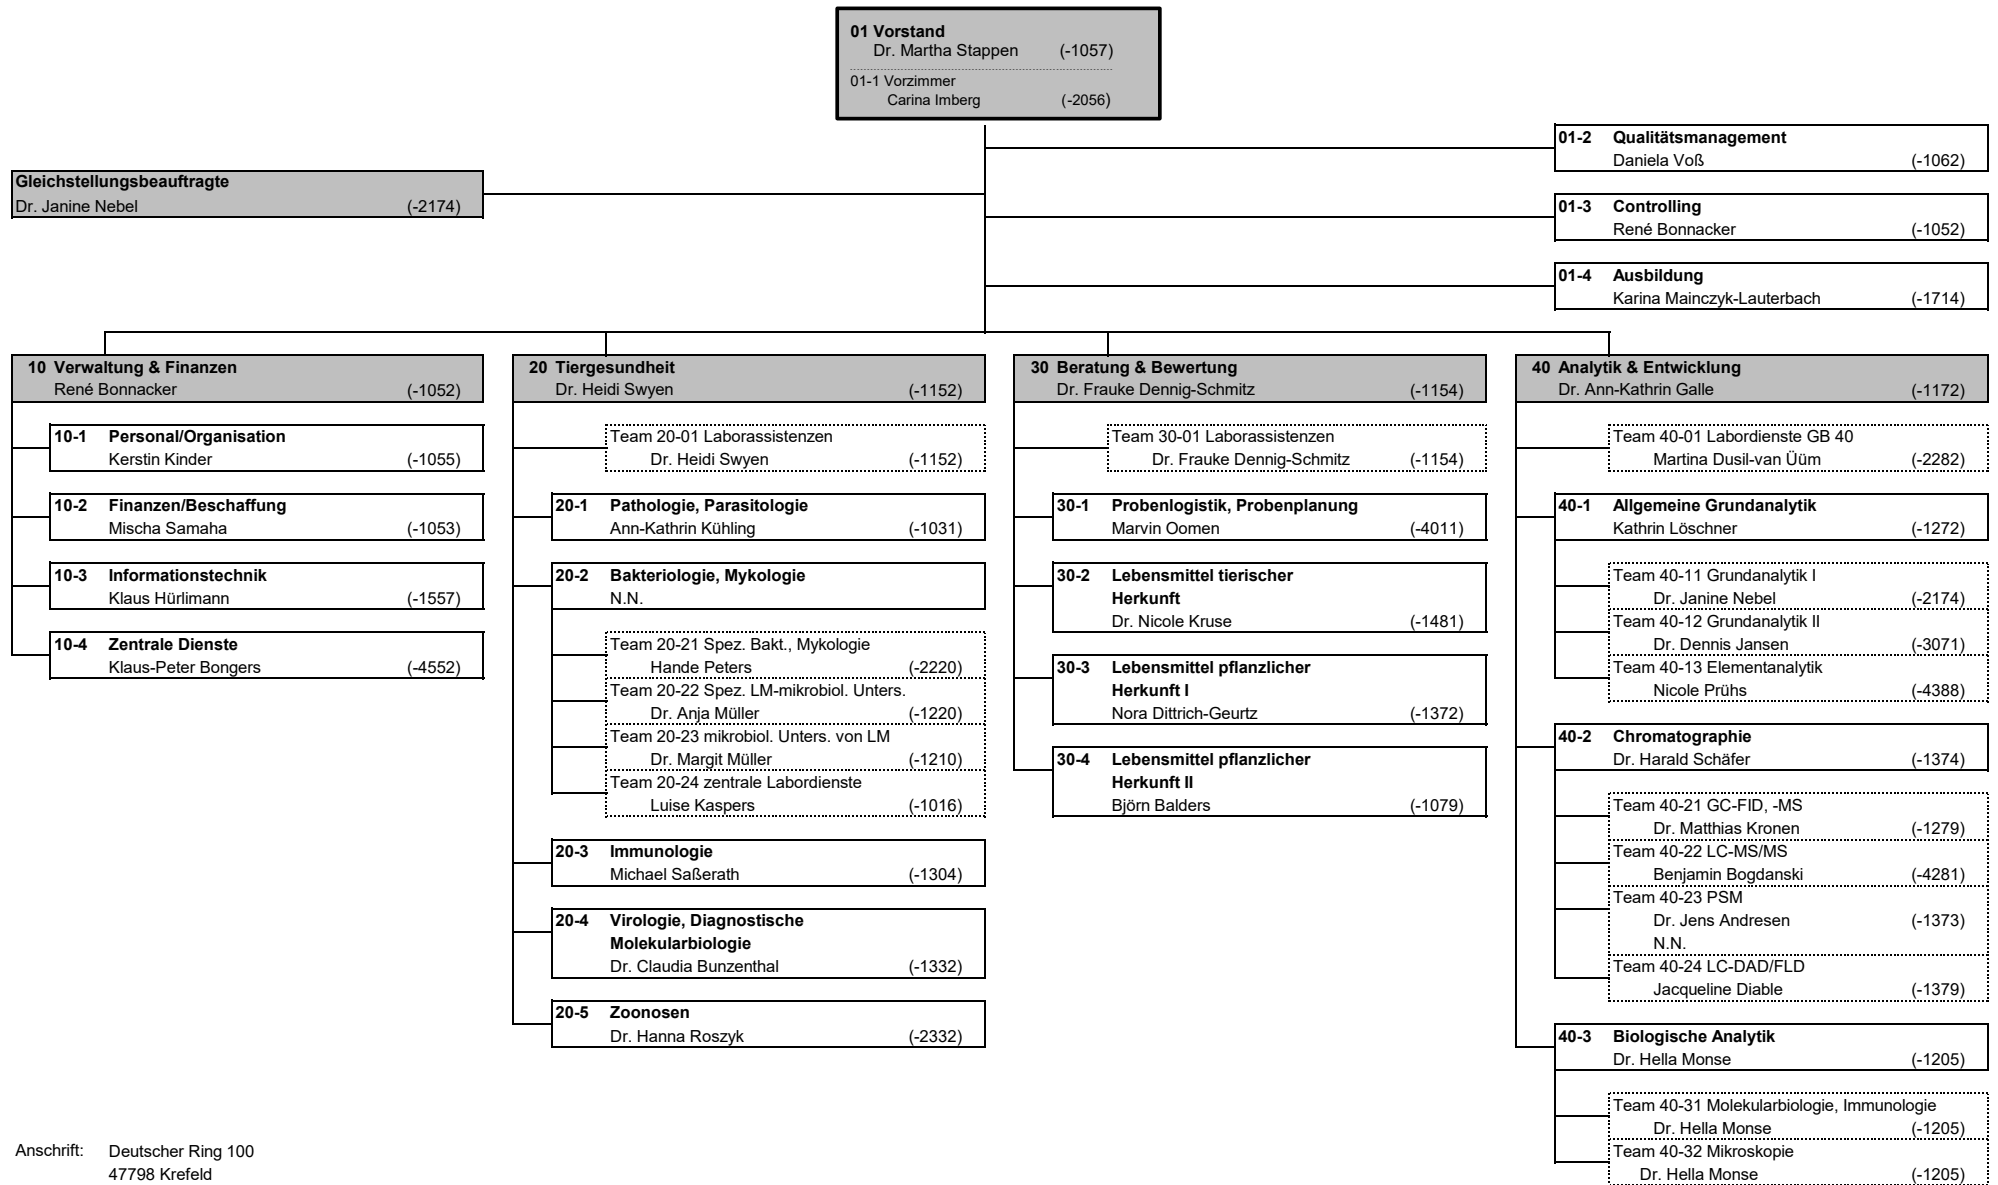 01 Vorstand
Dr. Martha Stappen (-1057)
01-1 Vorzimmer
Carina Imberg (-2056)
01-2 Qualitätsmanagement
Daniela Voß (-1062)
Gleichstellungsbeauftragte
Dr. Janine Nebel (-2174)
01-3 Controlling
René Bonnacker (-1052)
01-4 Ausbildung
Karina Mainczyk-Lauterbach (-1714)
10 Verwaltung & Finanzen
René Bonnacker (-1052)
10-1 Personal/Organisation
Kerstin Kinder (-1055)
10-2 Finanzen/Beschaffung
Mischa Samaha (-1053)
10-3 Informationstechnik
Klaus Hürlimann (-1557)
10-4 Zentrale Dienste
Klaus-Peter Bongers (-4552)
20 Tiergesundheit
Dr. Heidi Swyen (-1152)
Team 20-01 Laborassistenzen
Dr. Heidi Swyen (-1152)
20-1 Pathologie, Parasitologie
Ann-Kathrin Kühling (-1031)
20-2 Bakteriologie, Mykologie
N.N.
Team 20-21 Spez. Bakt., Mykologie
Hande Peters (-2220)
Team 20-22 Spez. LM-mikrobiol. Unters.
Dr. Anja Müller (-1220)
Team 20-23 mikrobiol. Unters. von LM
Dr. Margit Müller (-1210)
Team 20-24 zentrale Labordienste
Luise Kaspers (-1016)
20-3 Immunologie
Michael Saßerath (-1304)
20-4 Virologie, Diagnostische
Molekularbiologie
Dr. Claudia Bunzenthal (-1332)
20-5 Zoonosen
Dr. Hanna Roszyk (-2332)
30 Beratung & Bewertung
Dr. Frauke Dennig-Schmitz (-1154)
Team 30-01 Laborassistenzen
Dr. Frauke Dennig-Schmitz (-1154)
30-1 Probenlogistik, Probenplanung
Marvin Oomen (-4011)
30-2 Lebensmittel tierischer
Herkunft
Dr. Nicole Kruse (-1481)
30-3 Lebensmittel pflanzlicher
Herkunft I
Nora Dittrich-Geurtz (-1372)
30-4 Lebensmittel pflanzlicher
Herkunft II
Björn Balders (-1079)
40 Analytik & Entwicklung
Dr. Ann-Kathrin Galle (-1172)
Team 40-01 Labordienste GB 40
Martina Dusil-van Üüm (-2282)
40-1 Allgemeine Grundanalytik
Kathrin Löschner (-1272)
Team 40-11 Grundanalytik I
Dr. Janine Nebel (-2174)
Team 40-12 Grundanalytik II
Dr. Dennis Jansen (-3071)
Team 40-13 Elementanalytik
Nicole Prühs (-4388)
40-2 Chromatographie
Dr. Harald Schäfer (-1374)
Team 40-21 GC-FID, -MS
Dr. Matthias Kronen (-1279)
Team 40-22 LC-MS/MS
Benjamin Bogdanski (-4281)
Team 40-23 PSM
Dr. Jens Andresen (-1373)
N.N.
Team 40-24 LC-DAD/FLD
Jacqueline Diable (-1379)
40-3 Biologische Analytik
Dr. Hella Monse (-1205)
Team 40-31 Molekularbiologie, Immunologie
Dr. Hella Monse (-1205)
Team 40-32 Mikroskopie
Dr. Hella Monse (-1205)
Anschrift: Deutscher Ring 100
47798 Krefeld